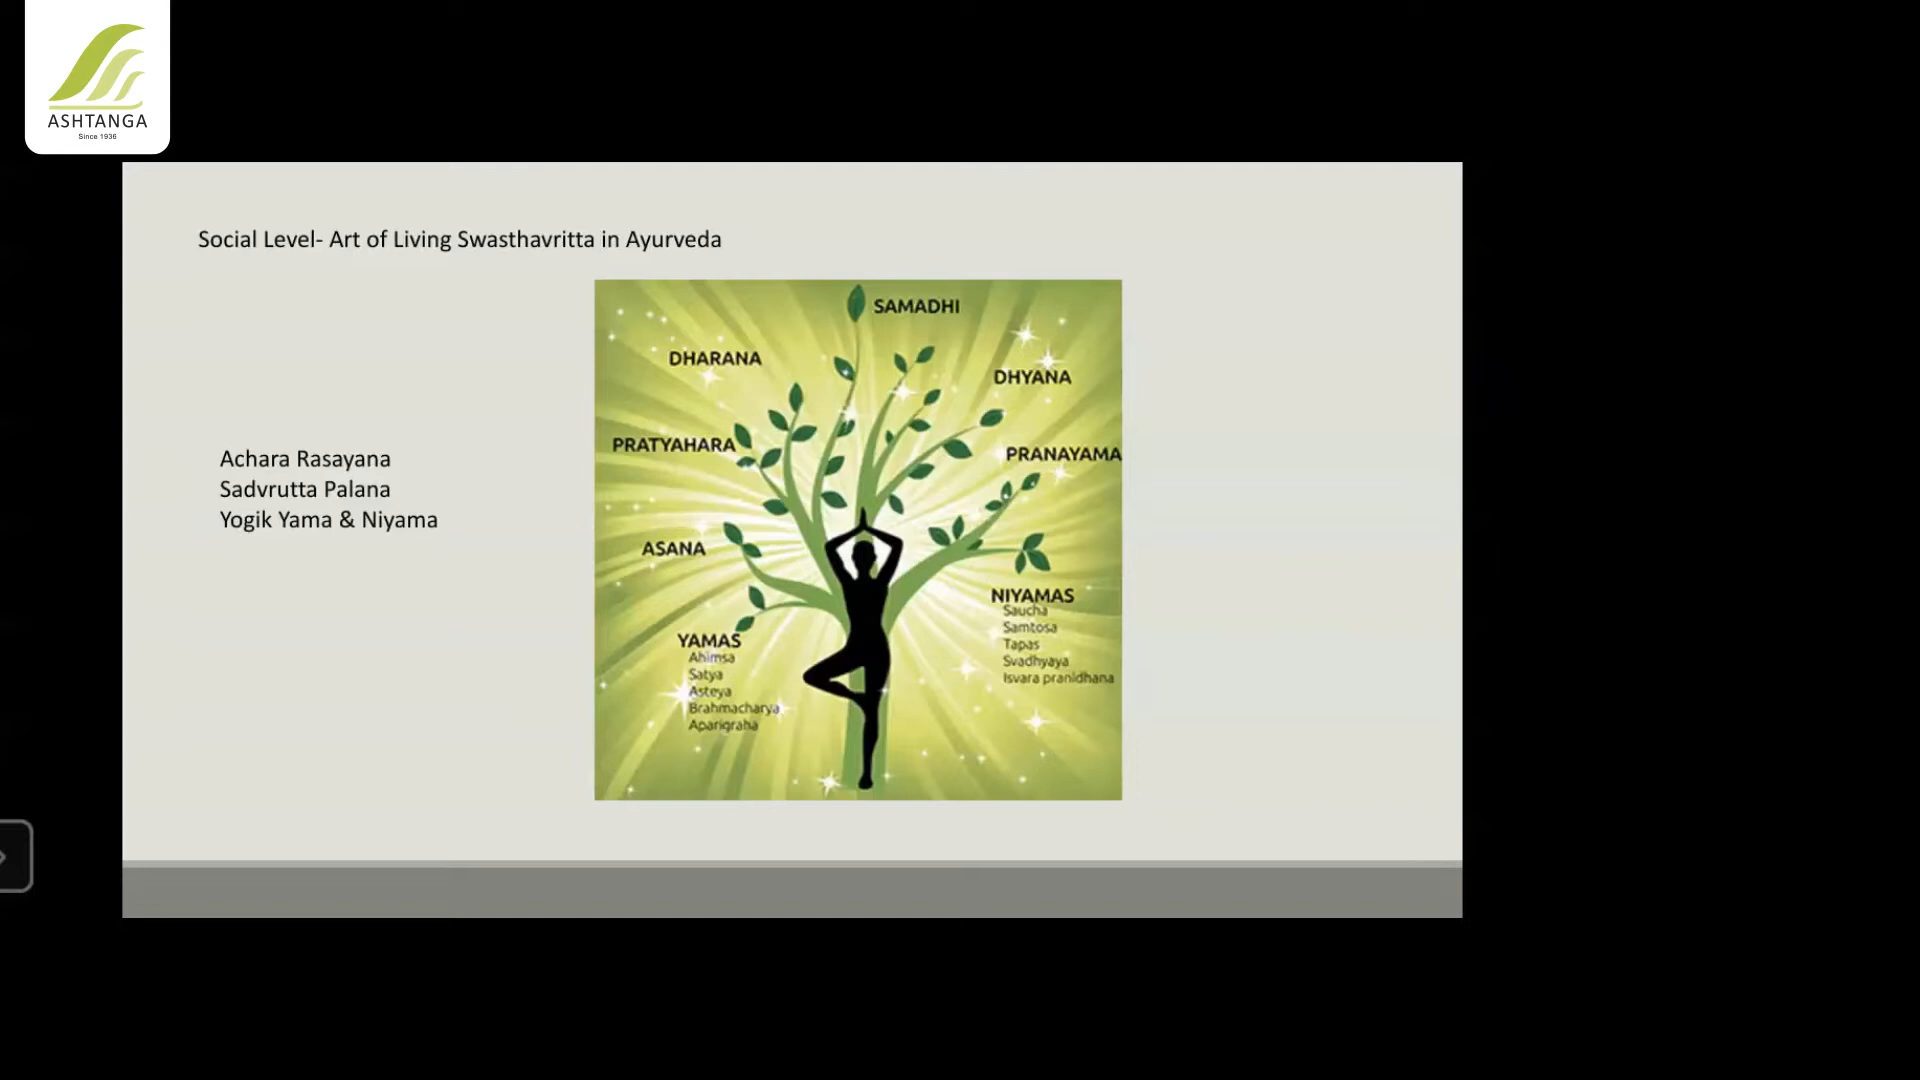 ASHTANGA
Since 1936
Social Level- Art of Living Swasthavritta in Ayurveda
Achara Rasayana
Sadvrutta Palana
Yogik Yama & Niyama
SAMADHI
DHARANA
DHYANA
PRATYAHARA
PRANAYAMA
ASANA
NIYAMAS
Saucha
Samtosa
Tapas
Svadhyaya
Isvara pranidhana
YAMAS
Ahimsa
Satya
Asteya
Brahmacharya
Aparigraha